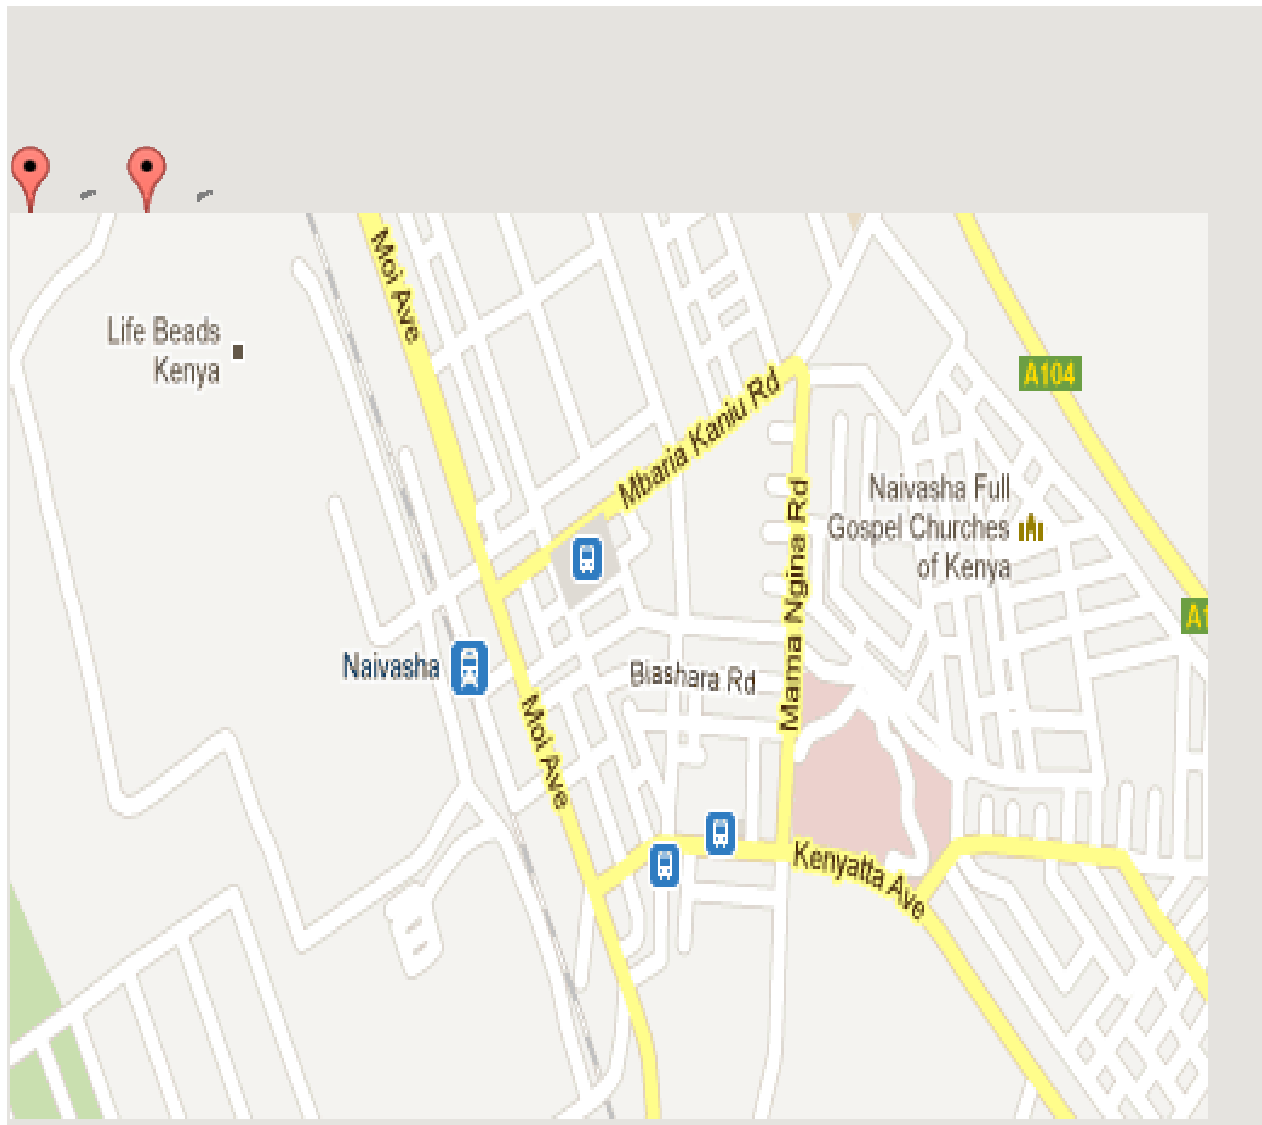 Moi Ave
Life Beads
Kenya
A104
Mbaria Kaniu Rd
Naivasha Full
Gospel Churches
of Kenya
Mama Ngina Rd
A1
Naivasha
Biashara Rd
Moi Ave
Kenyatta Ave